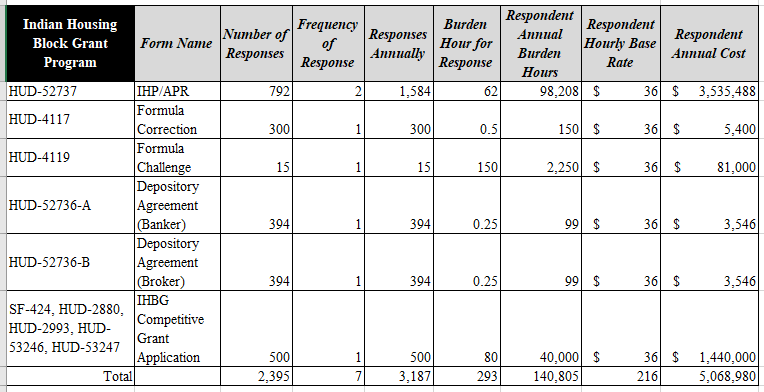 Indian Housing Block Grant Program | Form Name | Number of Responses | Frequency of Response | Responses Annually | Burden Hour for Response | Respondent Annual Burden Hours | Respondent Hourly Base Rate | Respondent Annual Cost
HUD-52737 | IHP/APR | 792 | 2 | 1,584 | 62 | 98,208 | $ 36 | $ 3,535,488
HUD-4117 | Formula Correction | 300 | 1 | 300 | 0.5 | 150 | $ 36 | $ 5,400
HUD-4119 | Formula Challenge | 15 | 1 | 15 | 150 | 2,250 | $ 36 | $ 81,000
HUD-52736-A | Depository Agreement (Banker) | 394 | 1 | 394 | 0.25 | 99 | $ 36 | $ 3,546
HUD-52736-B | Depository Agreement (Broker) | 394 | 1 | 394 | 0.25 | 99 | $ 36 | $ 3,546
SF-424, HUD-2880, HUD-2993, HUD-53246, HUD-53247 | IHBG Competitive Grant Application | 500 | 1 | 500 | 80 | 40,000 | $ 36 | $ 1,440,000
Total | 2,395 | 7 | 3,187 | 293 | 140,805 | 216 | 5,068,980